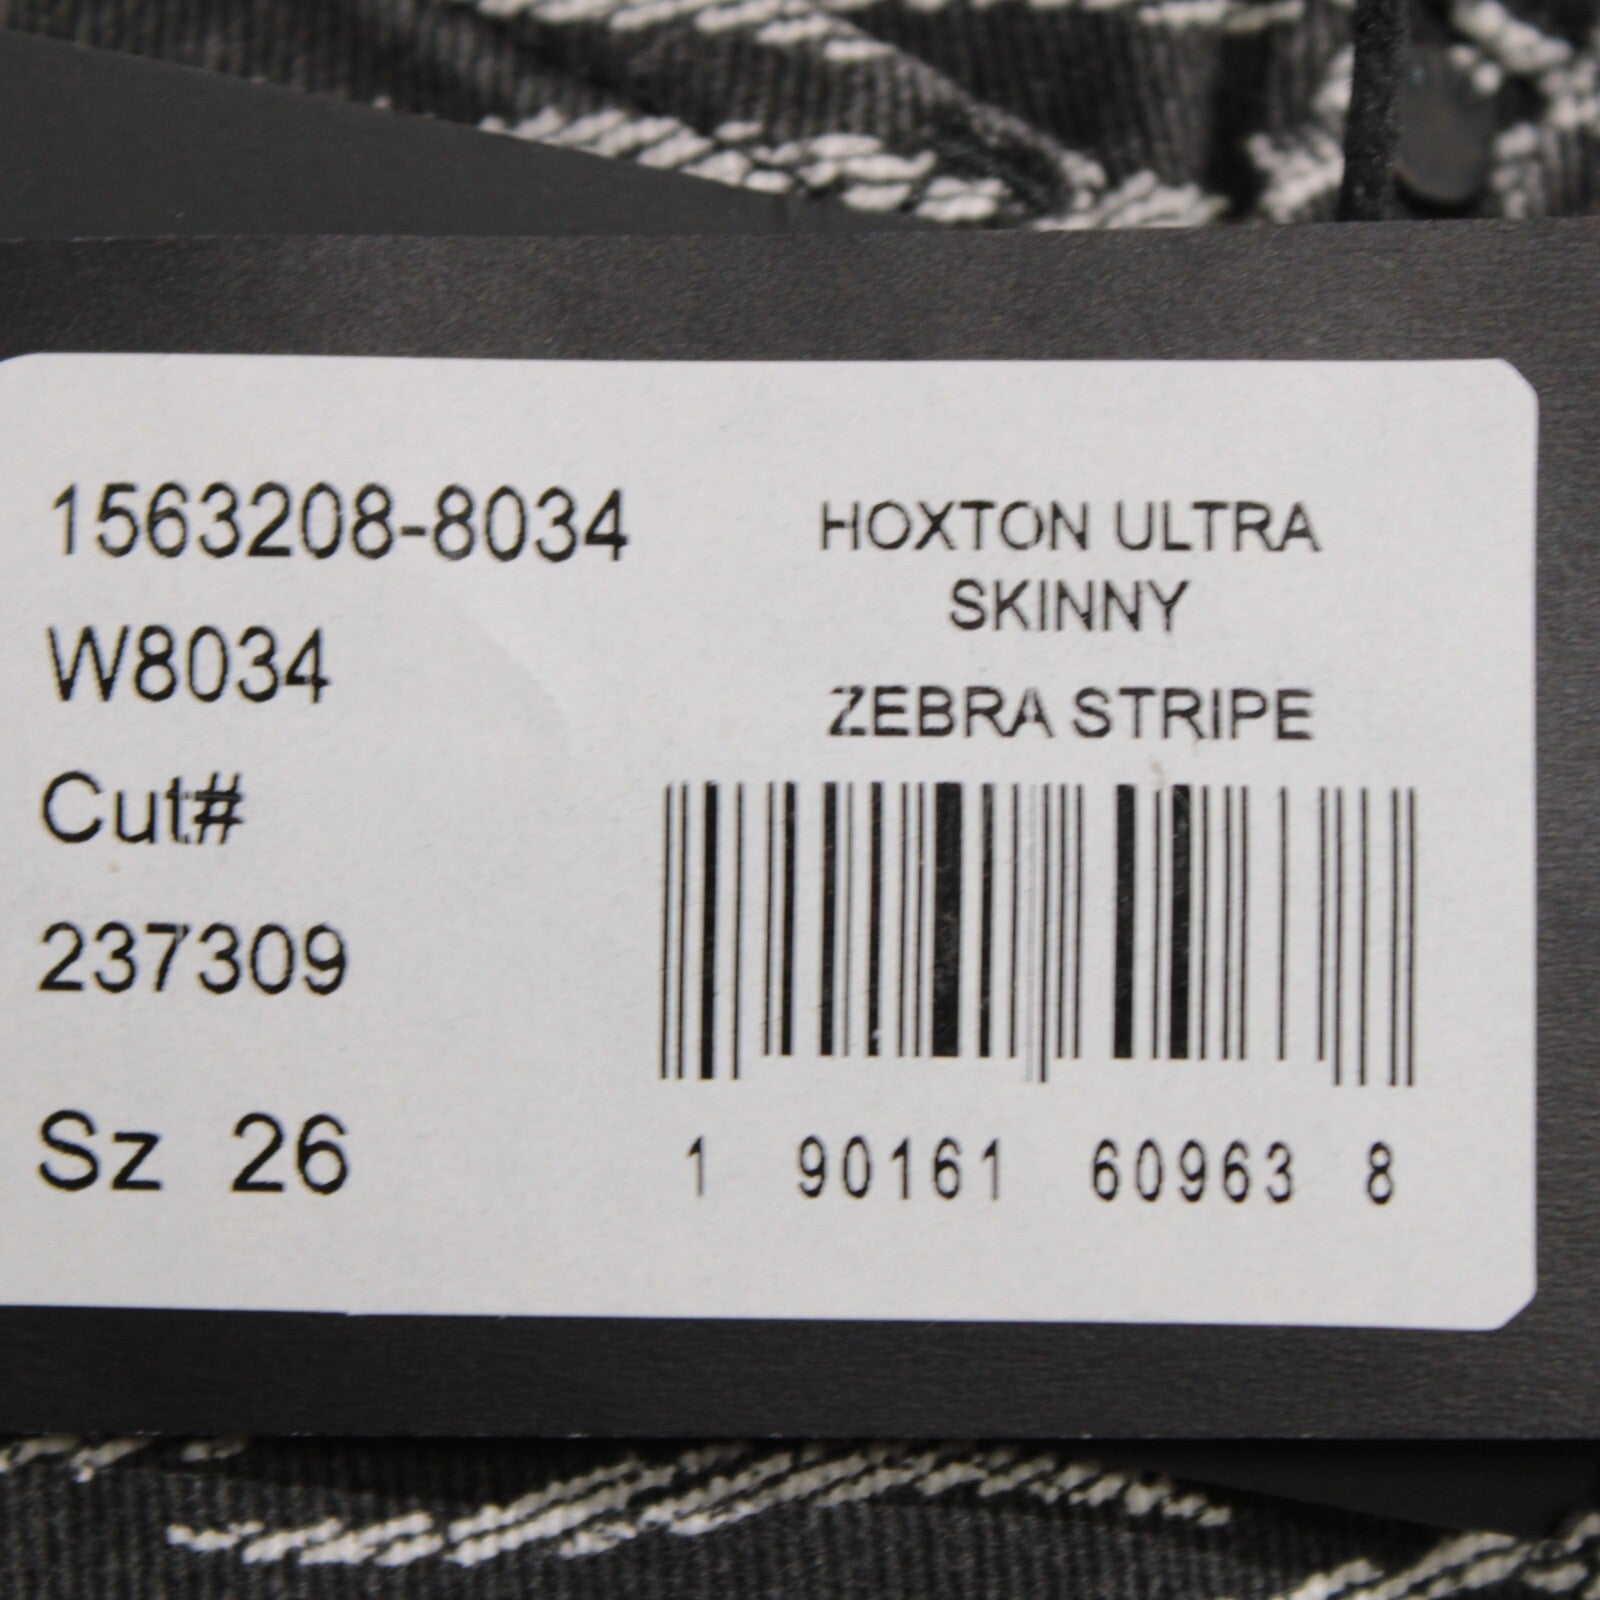 1563208-8034
W8034
Cut#
237309
Sz 26
HOXTON ULTRA
SKINNY
ZEBRA STRIPE
1 90161 60963 8